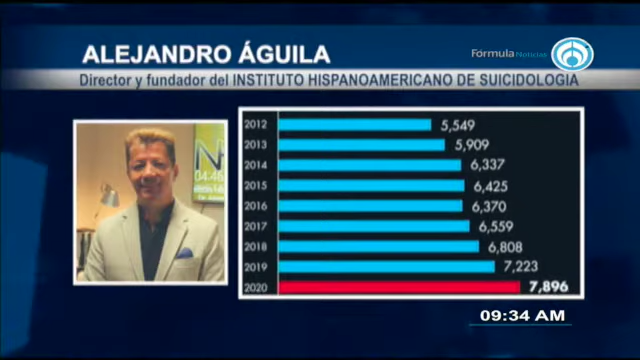 ALEJANDRO ÁGUILA
Fórmula Noticias
Director y fundador del INSTITUTO HISPANOAMERICANO DE SUICIDOLOGIA
2012 5,549
2013 5,909
2014 6,337
2015 6,425
2016 6,370
2017 6,559
2018 6,808
2019 7,223
2020 7,896
09:34 AM